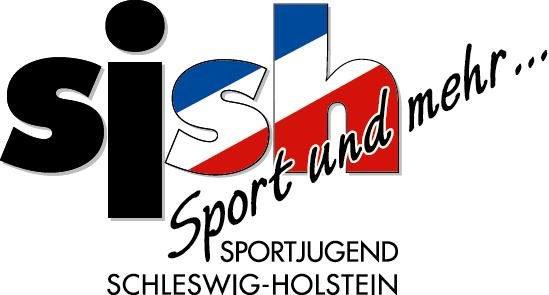 sjsh
Sport und mehr...
SPORTJUGEND
SCHLESWIG-HOLSTEIN